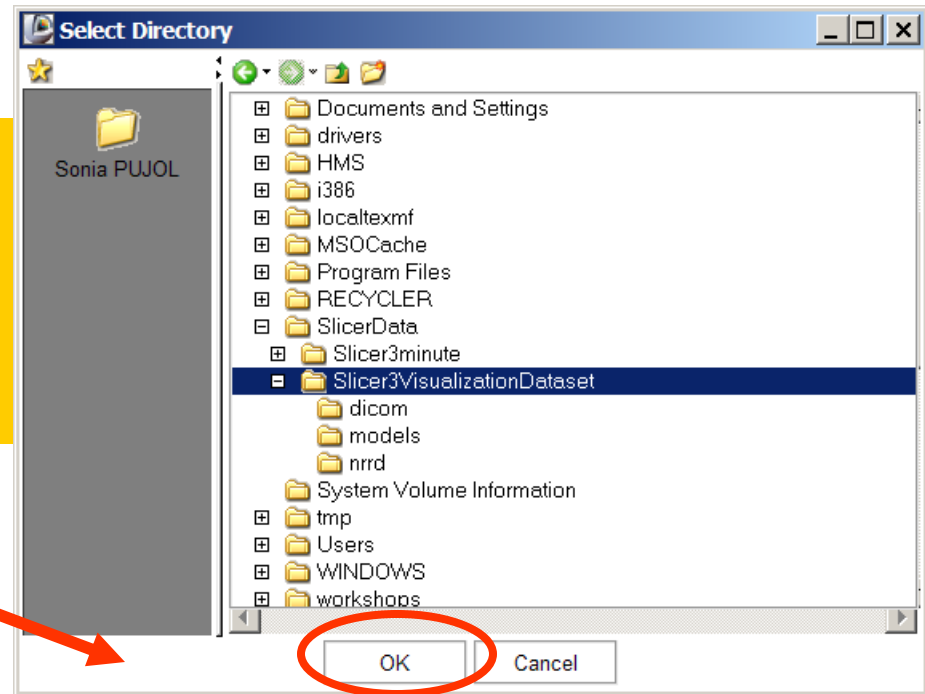 Select Directory
Sonia PUJOL
Documents and Settings
drivers
HMS
i386
localtexmf
MSOCache
Program Files
RECYCLER
SlicerData
Slicer3minute
Slicer3VisualizationDataset
dicom
models
nrrd
System Volume Information
tmp
Users
WINDOWS
workshops
OK Cancel